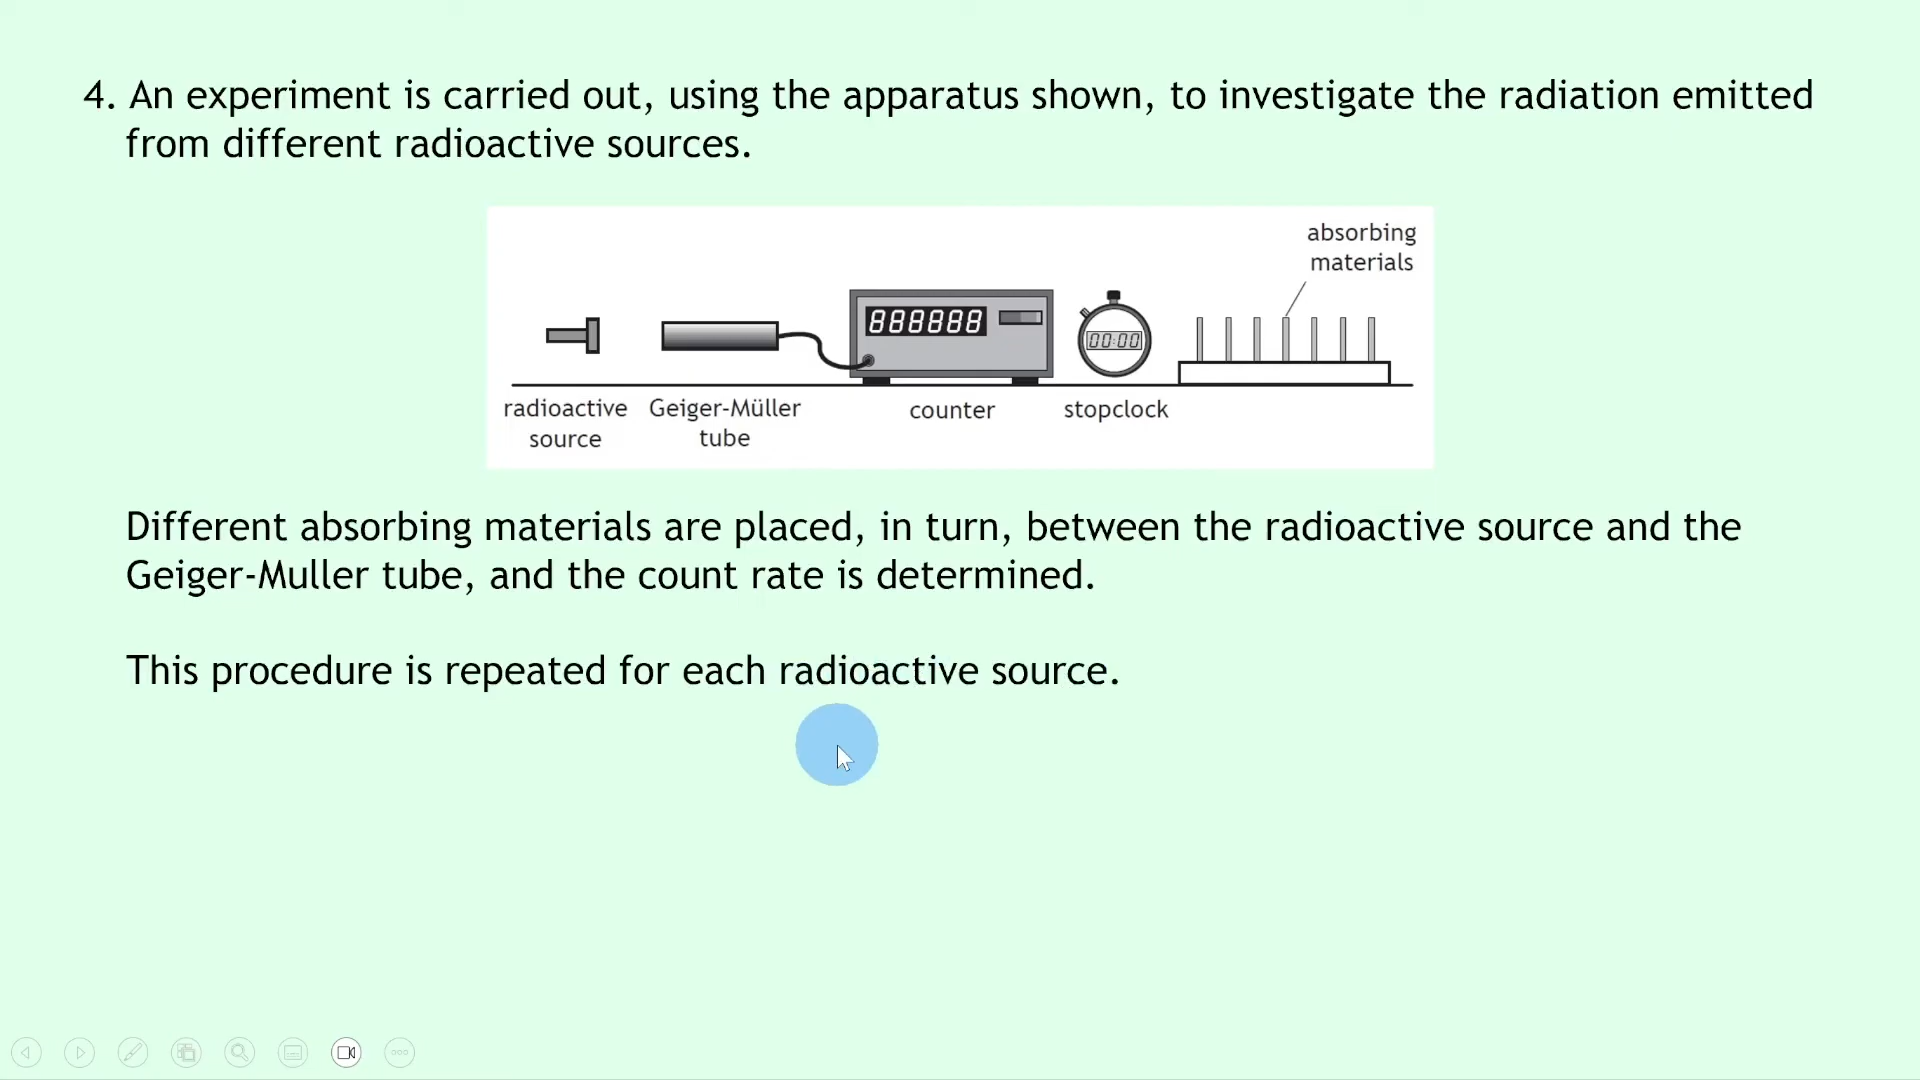 4. An experiment is carried out, using the apparatus shown, to investigate the radiation emitted
from different radioactive sources.
absorbing
materials
888888
00:00
radioactive
source
Geiger-Müller
tube
counter
stopclock
Different absorbing materials are placed, in turn, between the radioactive source and the
Geiger-Muller tube, and the count rate is determined.
This procedure is repeated for each radioactive source.